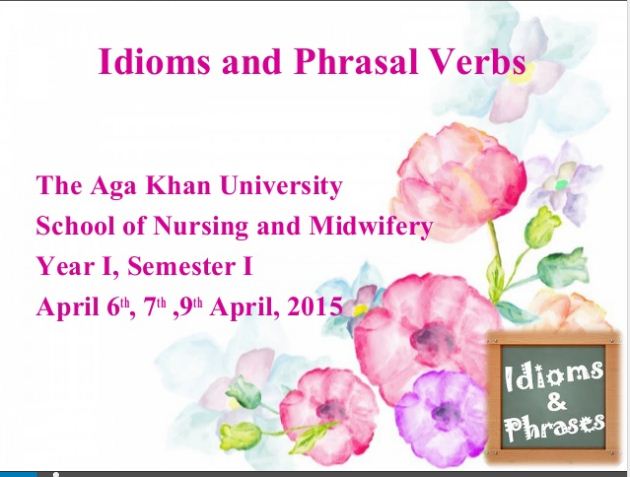 Idioms and Phrasal Verbs
The Aga Khan University
School of Nursing and Midwifery
Year I, Semester I
April 6th, 7th ,9th April, 2015
Idioms
&
Phrases